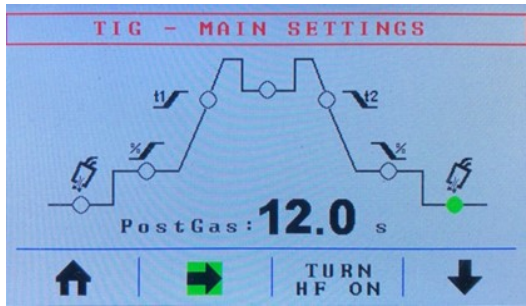 TIG - MAIN SETTINGS
t1
t2
%
%
PostGas: 12.0 s
TURN
HF ON